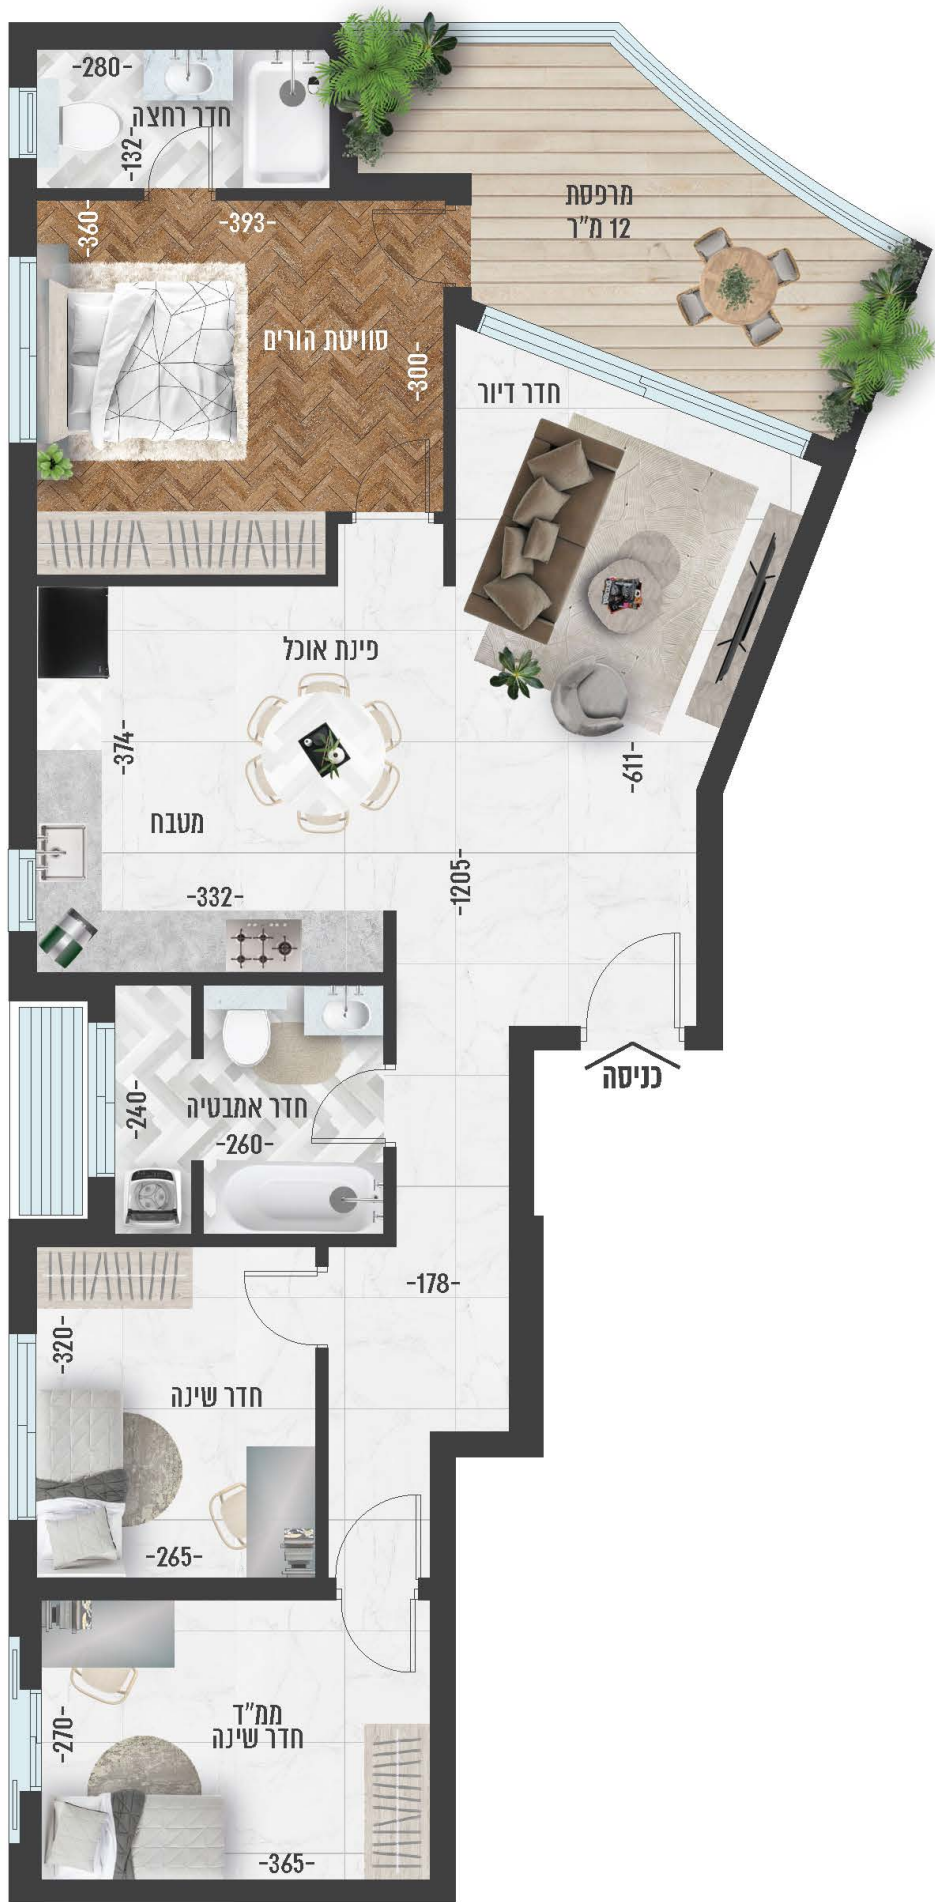 -280-
חדר רחצה
-132-
מרפסת
12 מ"ר
-360-
-393-
סוויטת הורים
-300-
חדר דיור
פינת אוכל
-374-
-611-
מטבח
-332-
-1205-
כניסה
-240-
חדר אמבטיה
-260-
-178-
-320-
חדר שינה
-265-
ממ"ד
חדר שינה
-270-
-365-